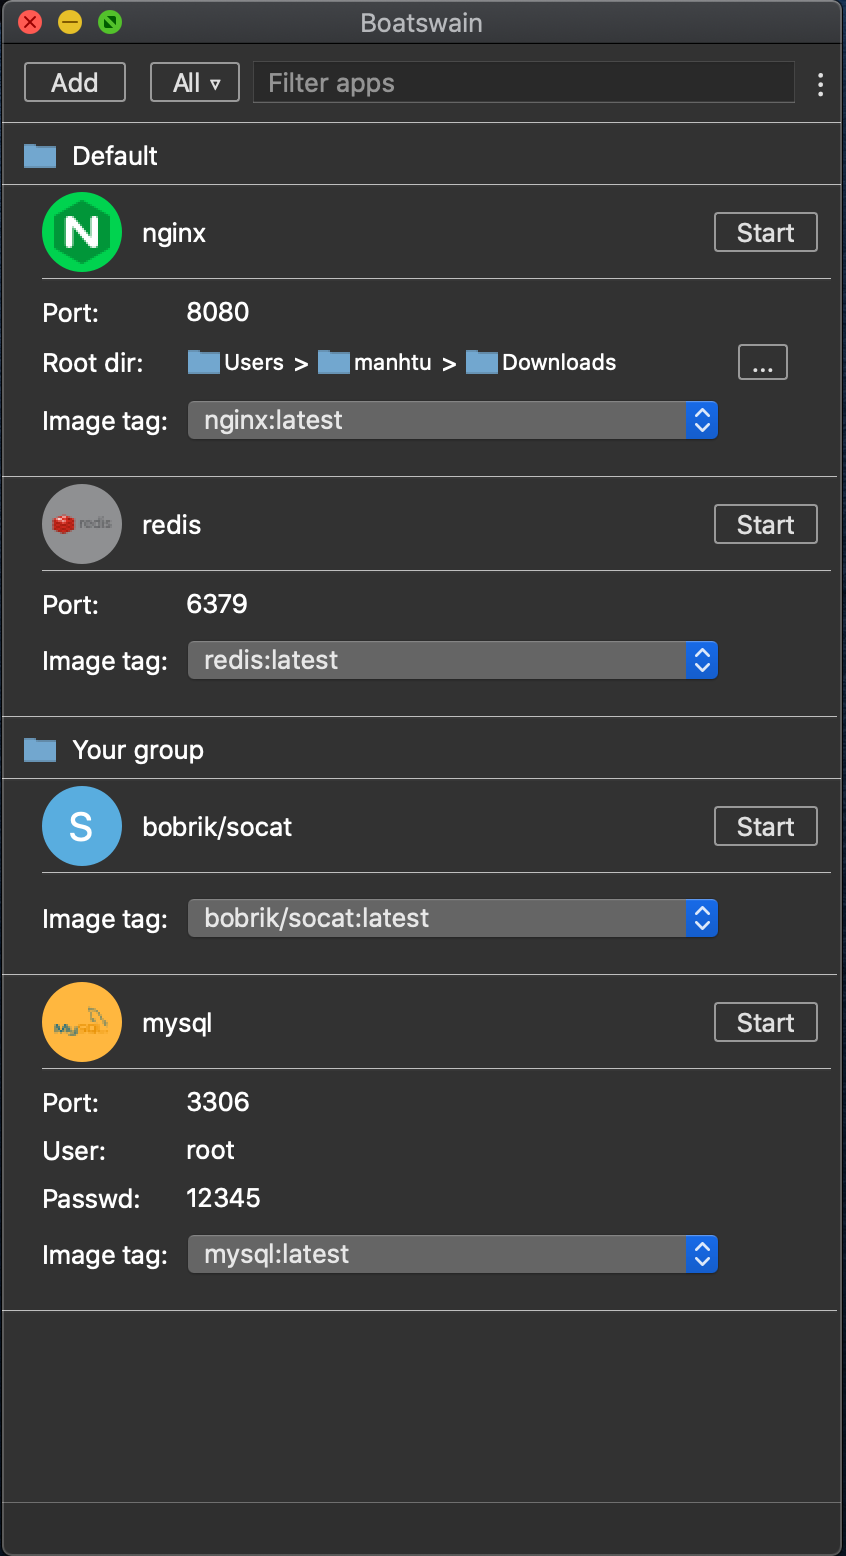 Boatswain
Add All ▿ Filter apps
Default
N nginx Start
Port: 8080
Root dir: Users > manhtu > Downloads ...
Image tag: nginx:latest
redis redis Start
Port: 6379
Image tag: redis:latest
Your group
S bobrik/socat Start
Image tag: bobrik/socat:latest
MySQL mysql Start
Port: 3306
User: root
Passwd: 12345
Image tag: mysql:latest